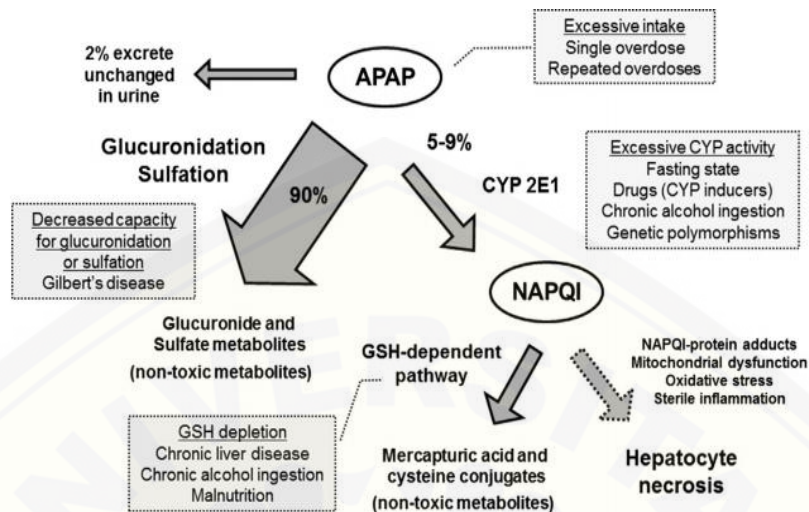 Excessive intake
Single overdose
Repeated overdoses
2% excrete
unchanged
in urine
APAP
Glucuronidation
Sulfation
5-9%
CYP 2E1
90%
Excessive CYP activity
Fasting state
Drugs (CYP inducers)
Chronic alcohol ingestion
Genetic polymorphisms
Decreased capacity
for glucuronidation
or sulfation
Gilbert's disease
NAPQI
Glucuronide and
Sulfate metabolites
(non-toxic metabolites)
GSH-dependent
pathway
NAPQI-protein adducts
Mitochondrial dysfunction
Oxidative stress
Sterile inflammation
GSH depletion
Chronic liver disease
Chronic alcohol ingestion
Malnutrition
Mercapturic acid and
cysteine conjugates
(non-toxic metabolites)
Hepatocyte
necrosis
UNIVERSITA